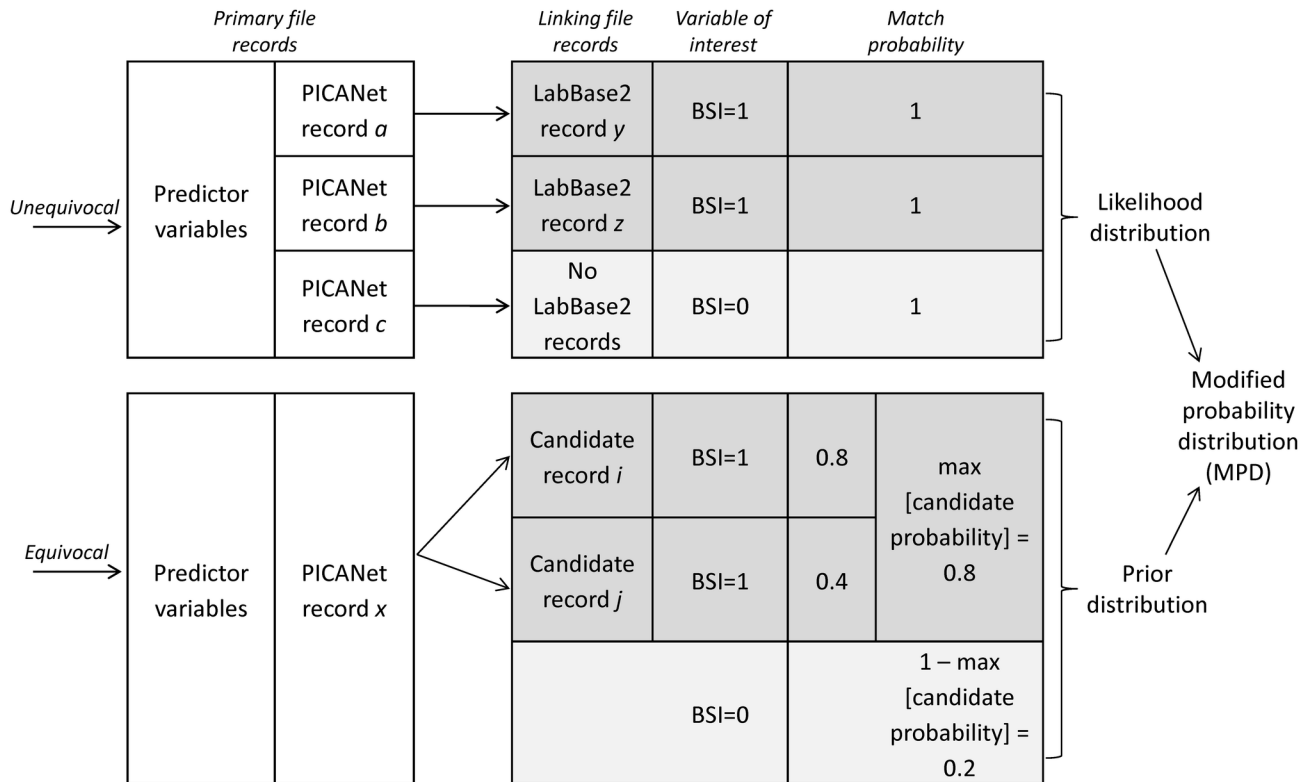 Primary file
records
Linking file
records
Variable of
interest
Match
probability
Unequivocal
Predictor
variables
PICANet
record a
LabBase2
record y
BSI=1
1
PICANet
record b
LabBase2
record z
BSI=1
1
PICANet
record c
No
LabBase2
records
BSI=0
1
Likelihood
distribution
Modified
probability
distribution
(MPD)
Equivocal
Predictor
variables
PICANet
record x
Candidate
record i
BSI=1
0.8
Candidate
record j
BSI=1
0.4
max
[candidate
probability] =
0.8
BSI=0
1 – max
[candidate
probability] =
0.2
Prior
distribution